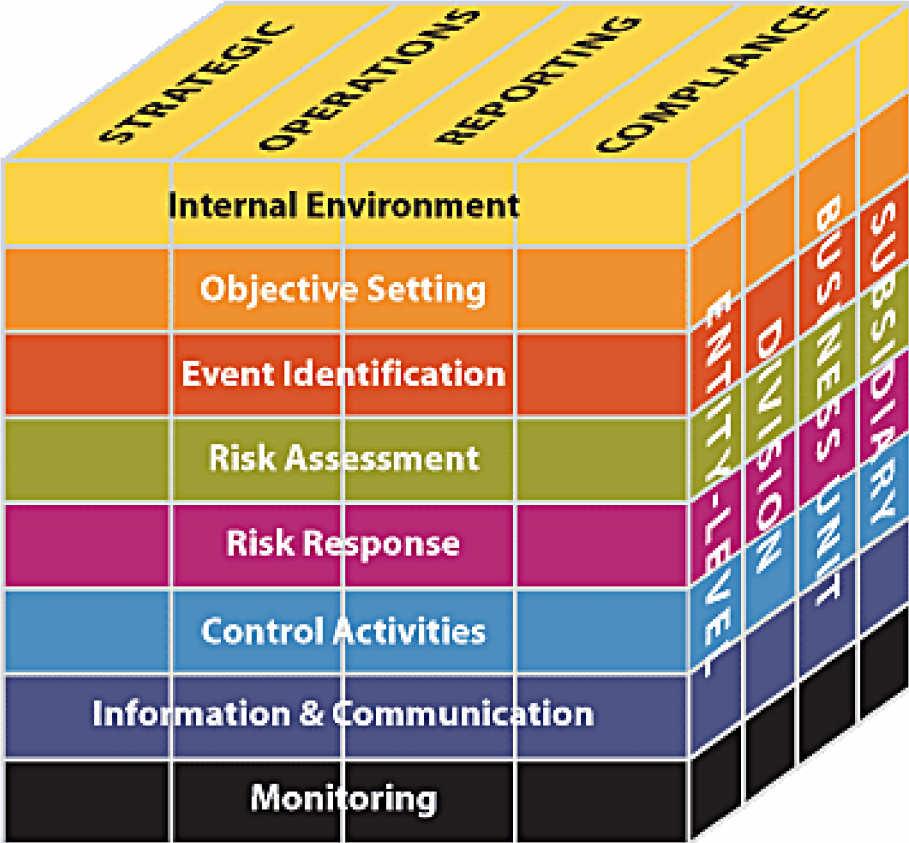 STRATEGIC
OPERATIONS
REPORTING
COMPLIANCE
Internal Environment
Objective Setting
Event Identification
Risk Assessment
Risk Response
Control Activities
Information & Communication
Monitoring
ENTITY-LEVEL
DIVISION
BUSINESS UNIT
SUBSIDIARY